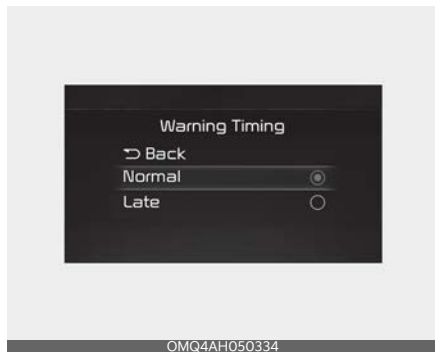 Warning Timing
Back
Normal
Late
OMQ4AH050334